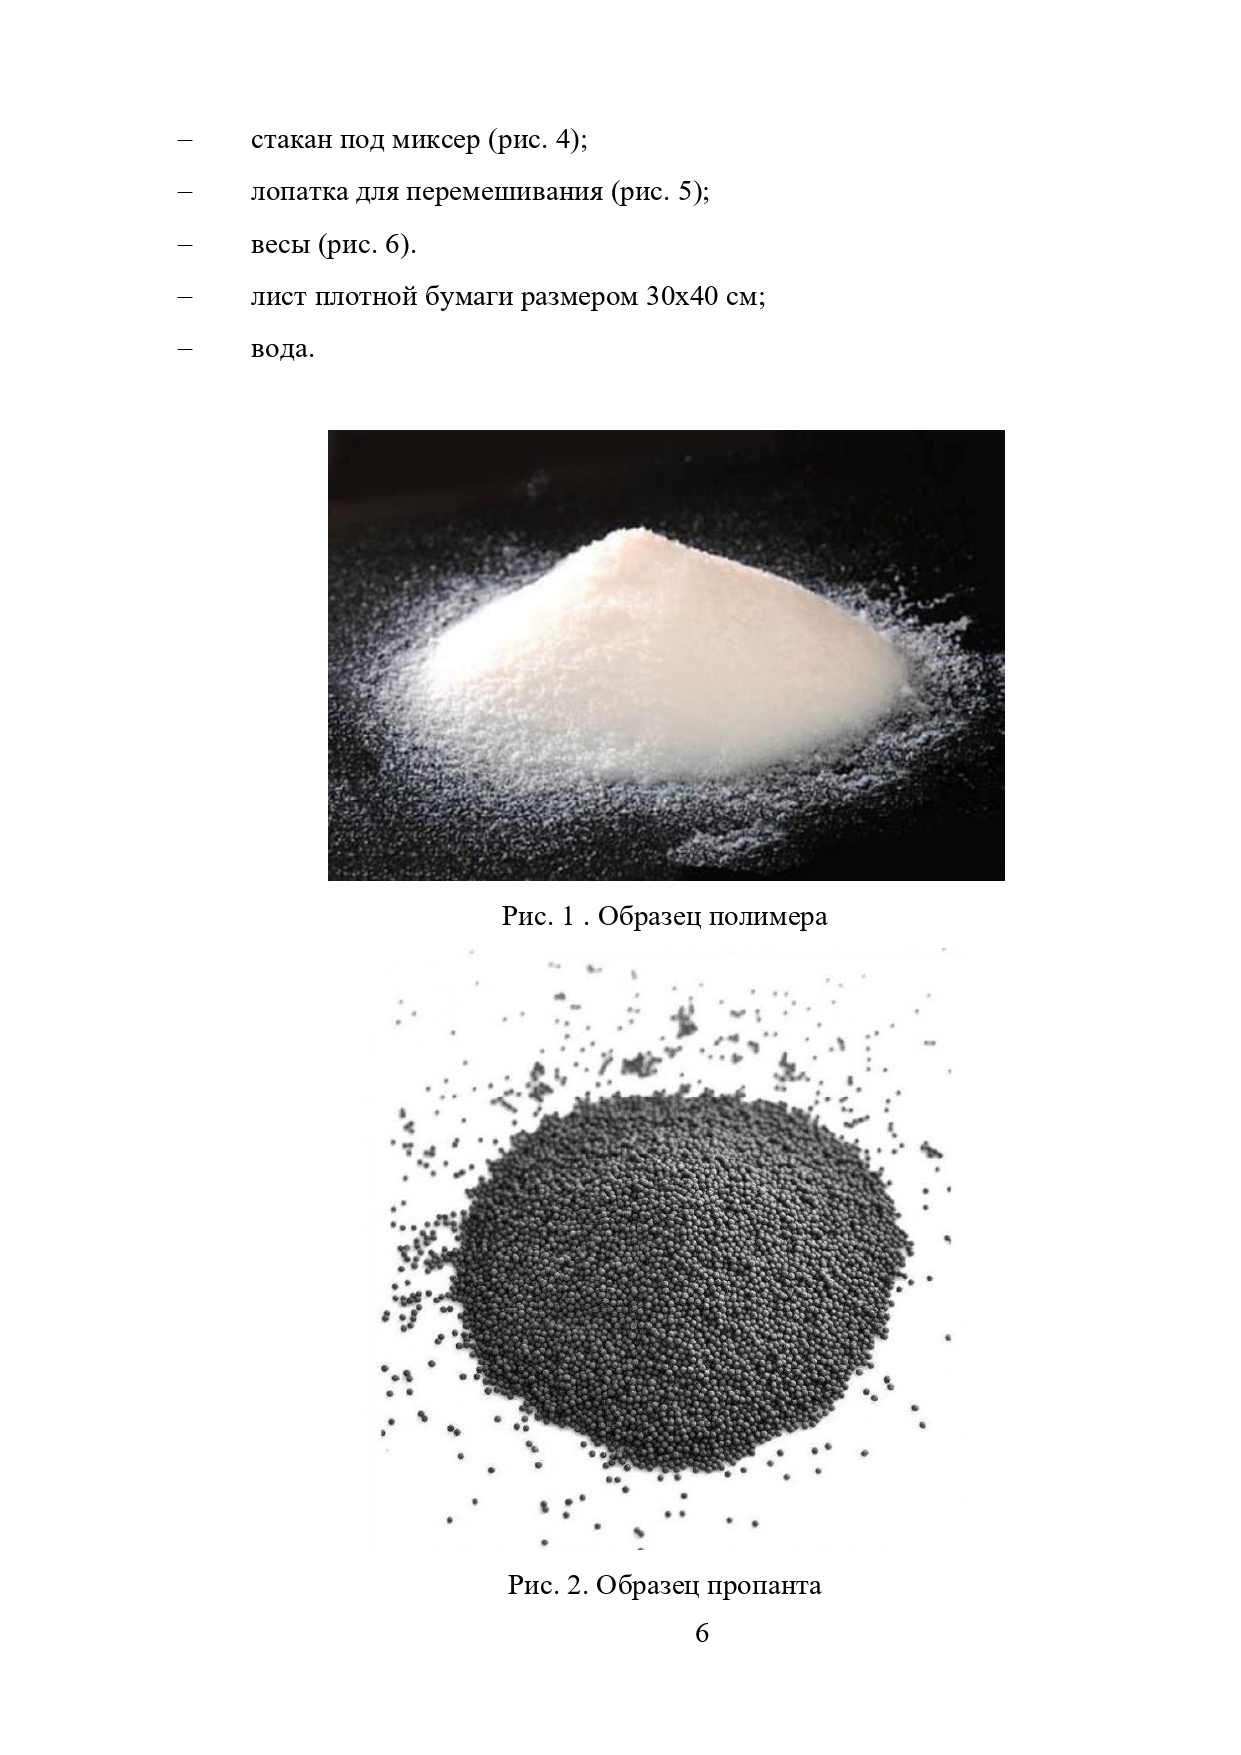 – стакан под миксер (рис. 4);
– лопатка для перемешивания (рис. 5);
– весы (рис. 6).
– лист плотной бумаги размером 30х40 см;
– вода.
Рис. 1 . Образец полимера
Рис. 2. Образец пропанта
6